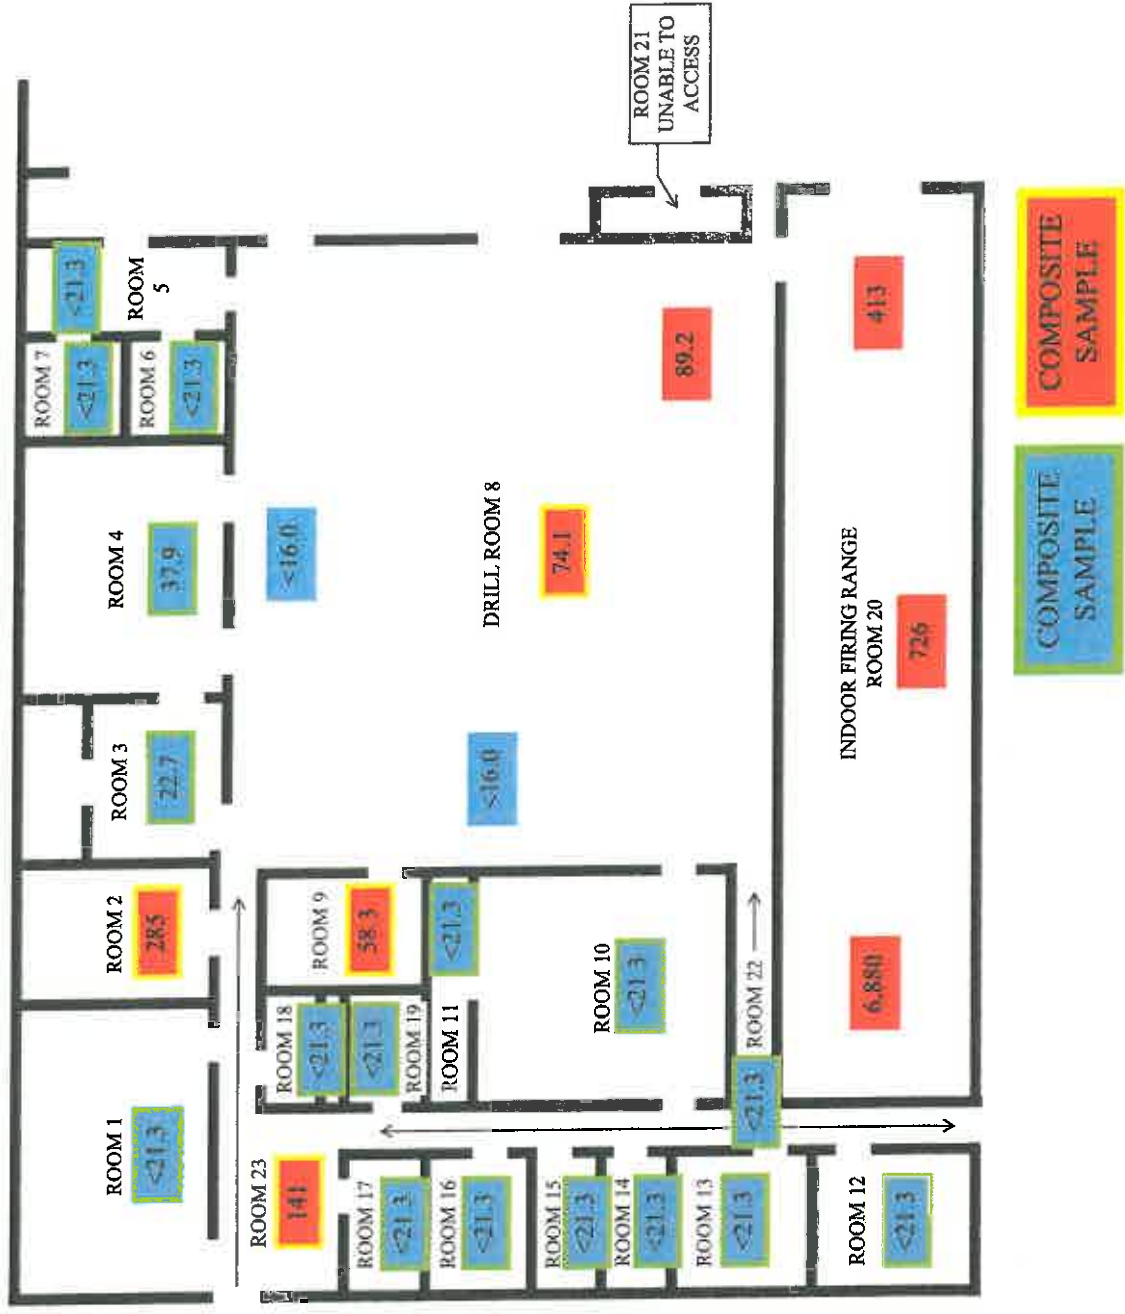 ROOM 21
UNABLE TO
ACCESS
<21.3
ROOM
5
ROOM 7
<21.3
ROOM 6
<21.3
89.2
413
COMPOSITE
SAMPLE
ROOM 4
37.9
<16.0
DRILL ROOM 8
74.1
INDOOR FIRING RANGE
ROOM 20
726
COMPOSITE
SAMPLE
ROOM 3
22.7
<16.0
ROOM 2
285
ROOM 9
58.3
<21.3
ROOM 10
<21.3
ROOM 22
6,880
ROOM 18
<21.3
<21.3
ROOM 19
ROOM 11
<21.3
ROOM 1
<21.3
ROOM 23
141
ROOM 17
<21.3
ROOM 16
<21.3
ROOM 15
<21.3
ROOM 14
<21.3
ROOM 13
<21.3
ROOM 12
<21.3